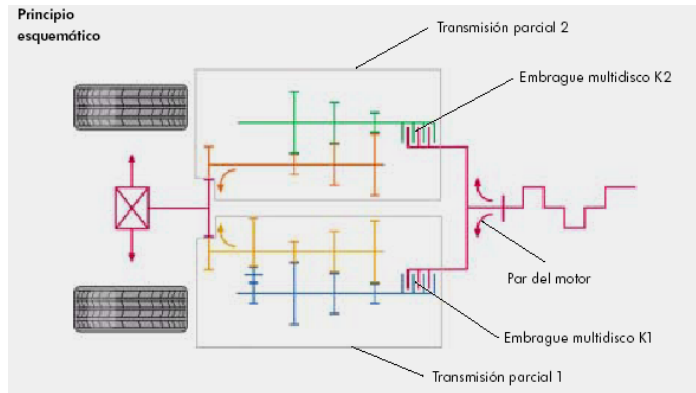 Principio
esquemático
Transmisión parcial 2
Embrague multidisco K2
Par del motor
Embrague multidisco K1
Transmisión parcial 1